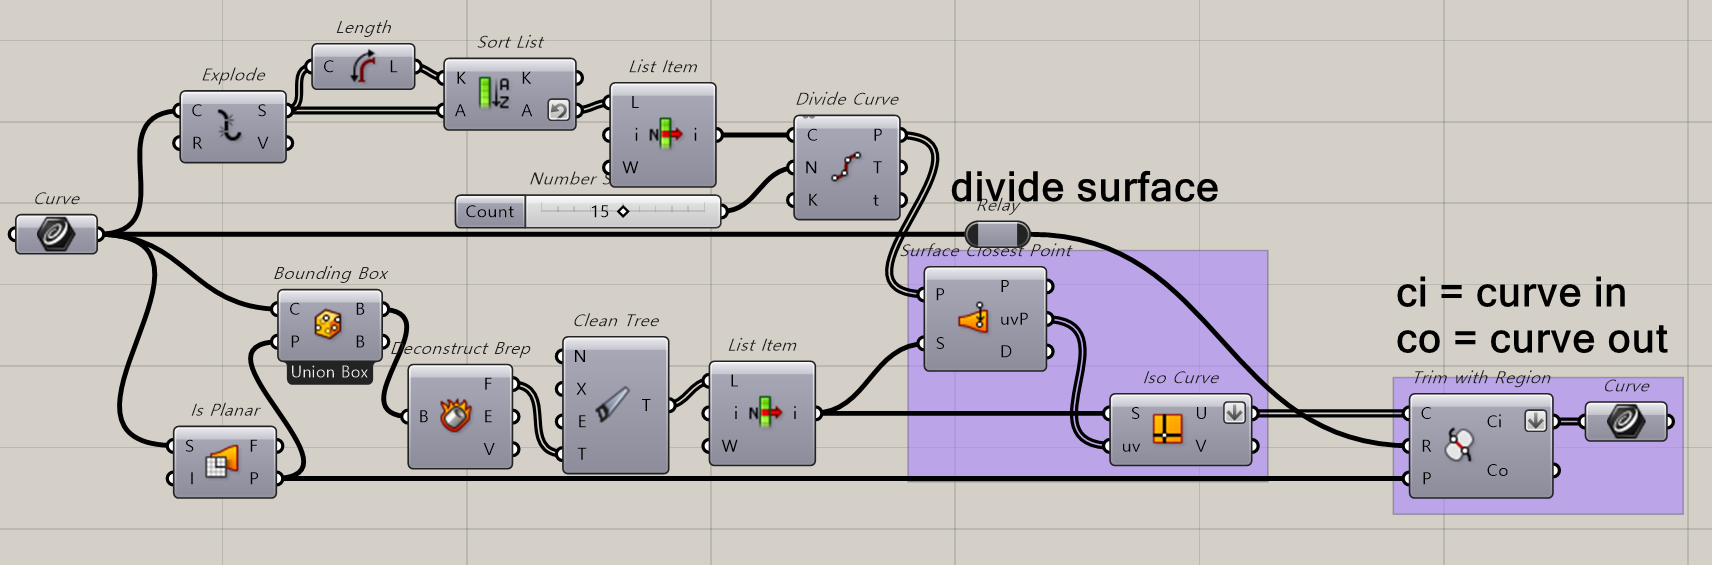 Length
C L
Sort List
K K
A A
Explode
C S
R V
List Item
L
i N i
W
Divide Curve
C P
N T
K t
Number S
Count 15
divide surface
Relay
Curve
Surface Closest Point
P P
uvP
S D
Bounding Box
C B
P B
Union Box
Deconstruct Brep
F
B E
V
Clean Tree
N
X
T
E
T
List Item
L
i N i
W
Is Planar
S F
I P
Iso Curve
S U
uv V
ci = curve in
co = curve out
Trim with Region
C Ci
R
Co
P
Curve